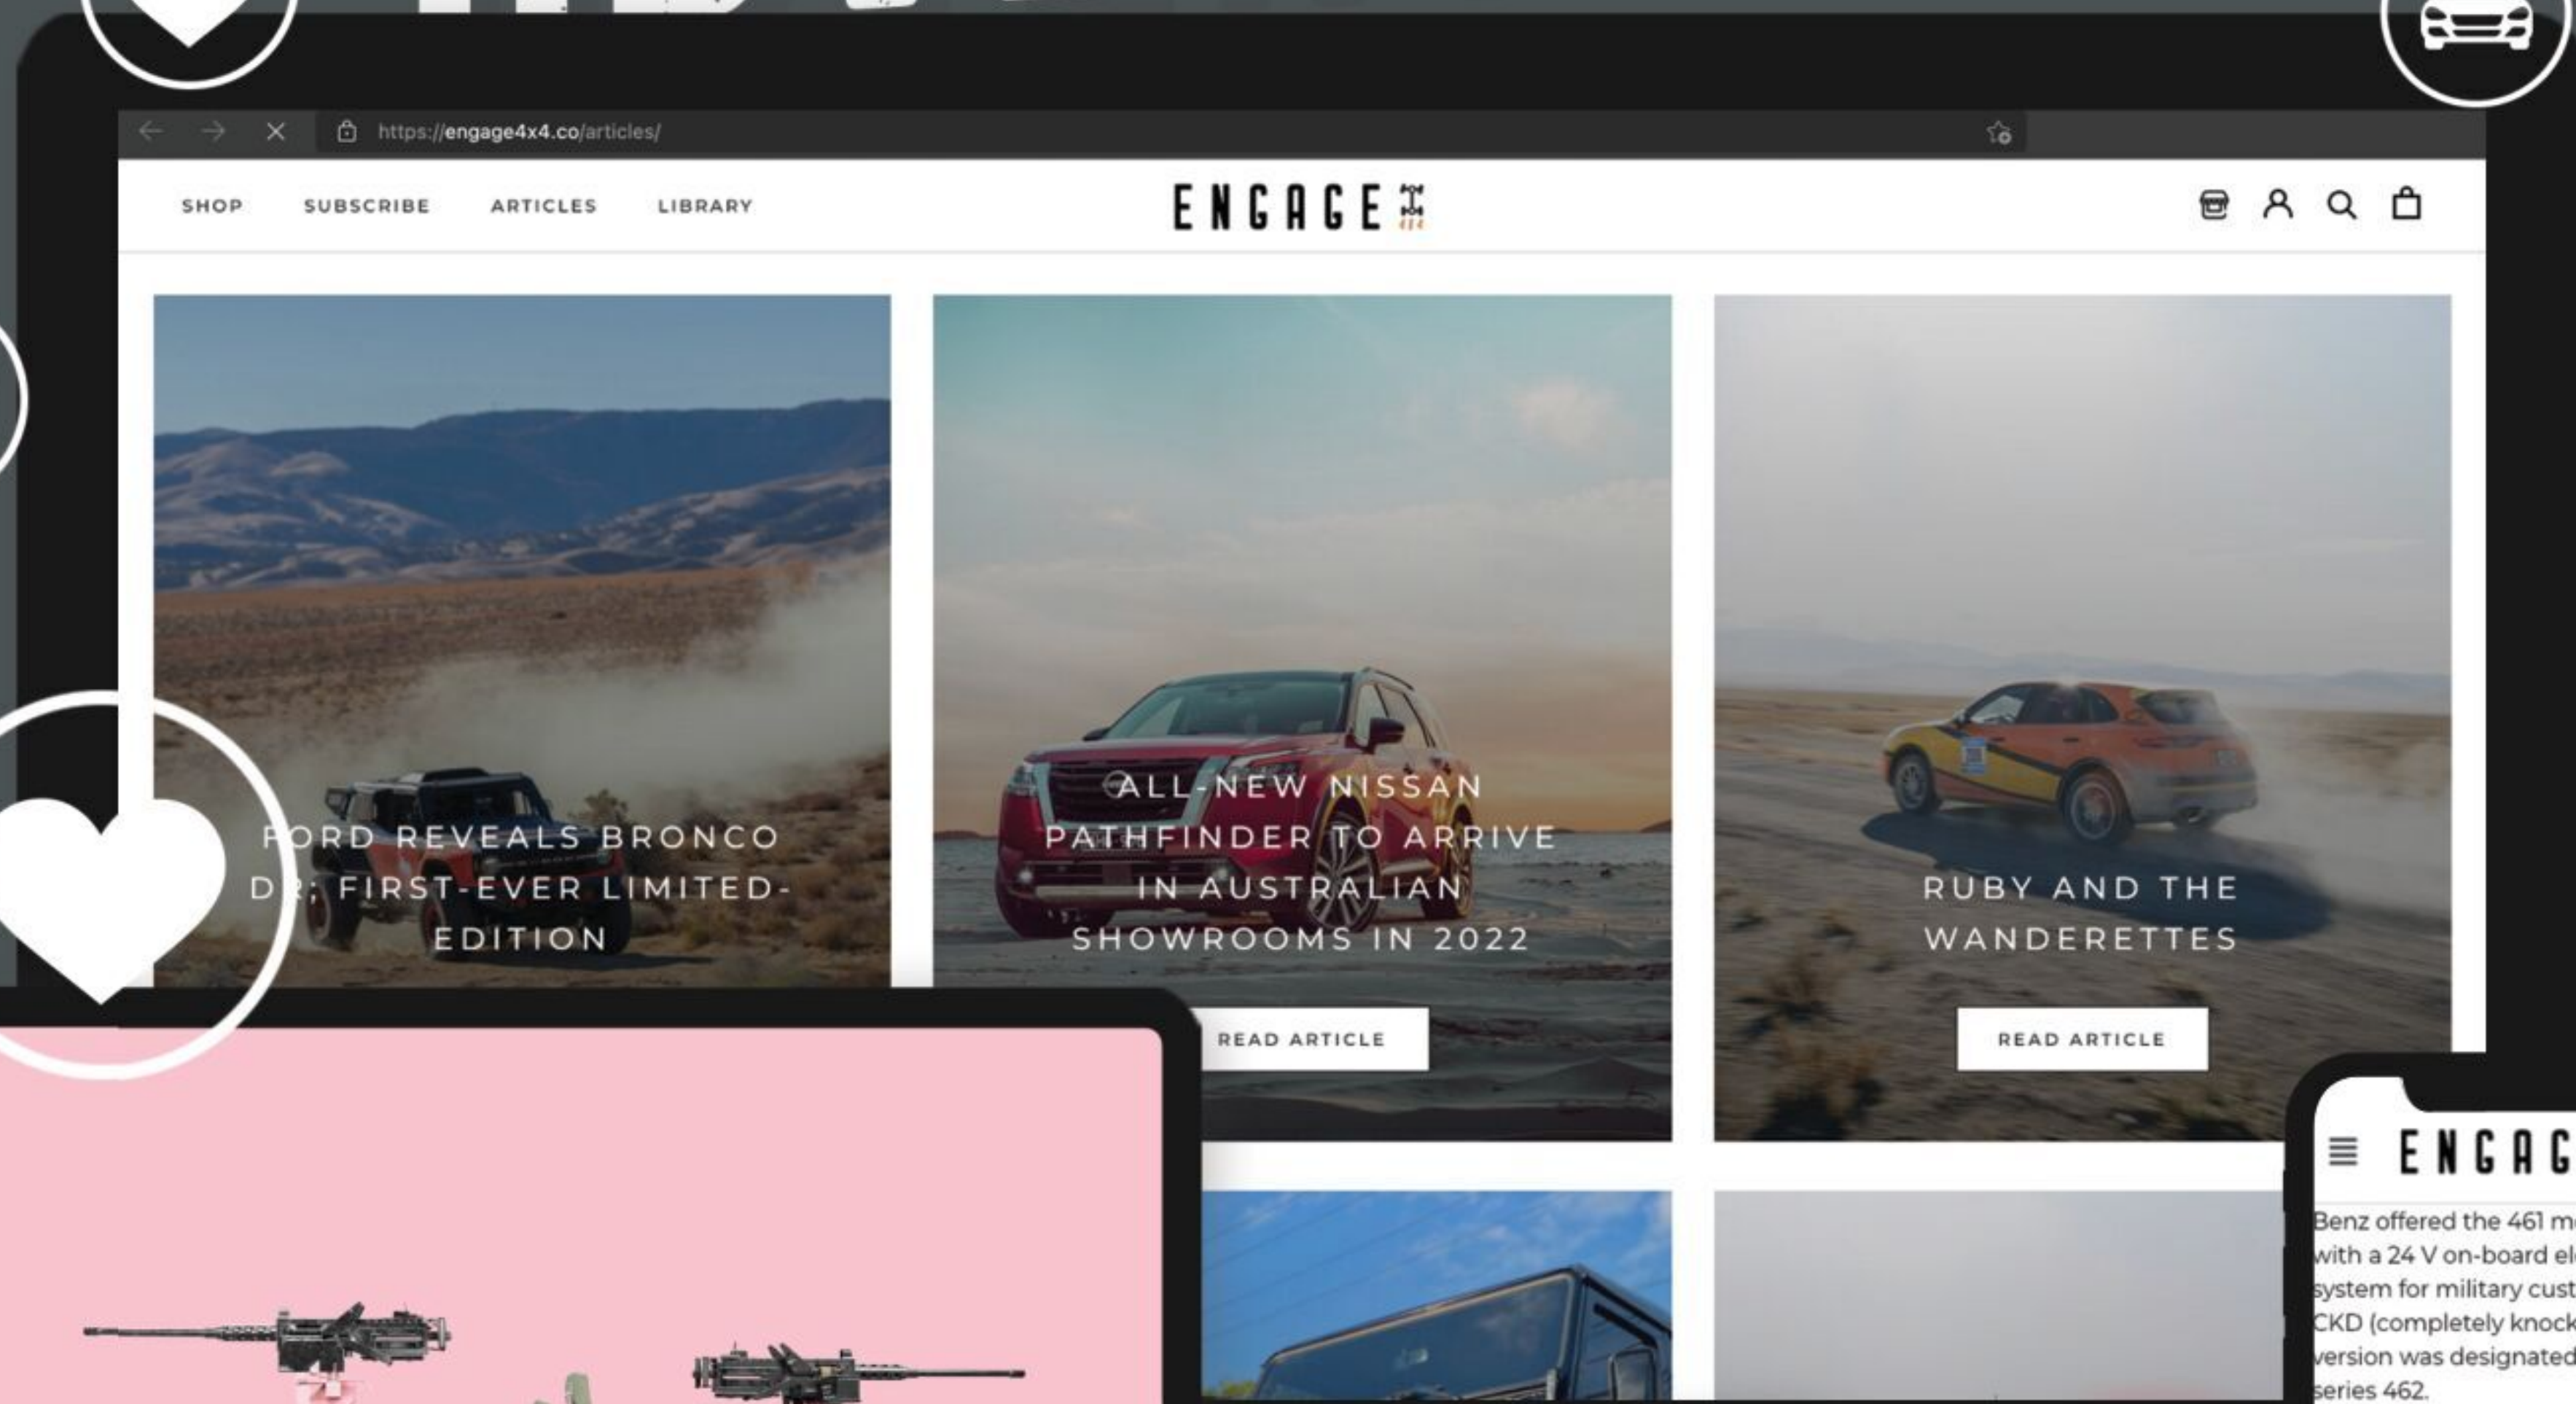 https://engage4x4.co/articles/
SHOP SUBSCRIBE ARTICLES LIBRARY
ENGAGE
FORD REVEALS BRONCO
DR; FIRST-EVER LIMITED-
EDITION
ALL-NEW NISSAN
PATHFINDER TO ARRIVE
IN AUSTRALIAN
SHOWROOMS IN 2022
READ ARTICLE
RUBY AND THE
WANDERETTES
READ ARTICLE
ENGAG
Benz offered the 461 m
with a 24 V on-board el
system for military cust
CKD (completely knock
version was designated
series 462.